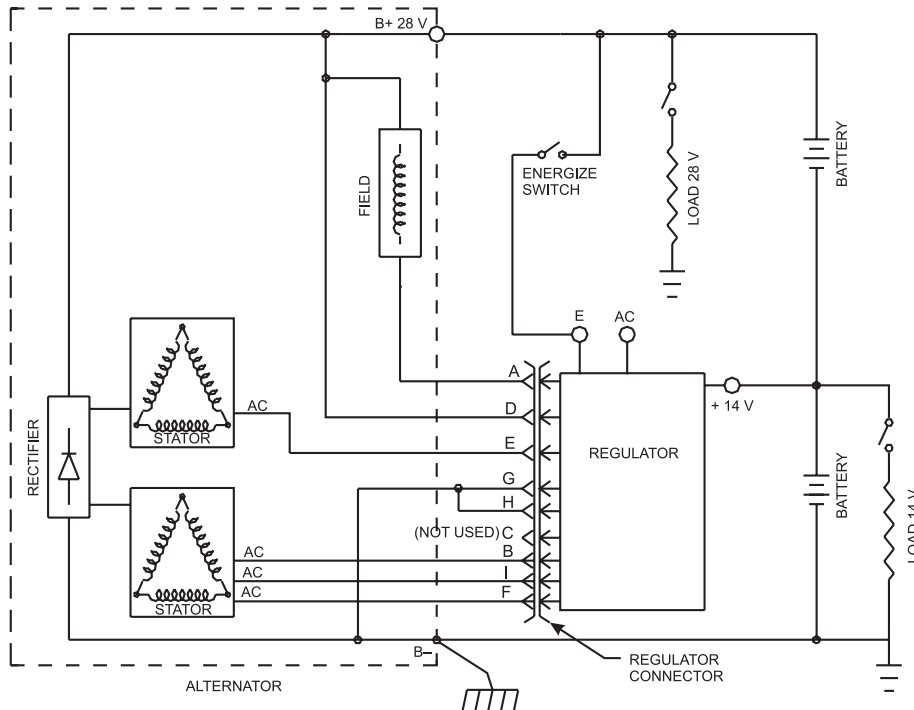 B+ 28 V
BATTERY
LOAD 28 V
ENERGIZE
SWITCH
FIELD
E
AC
A
+ 14 V
D
AC
STATOR
E
REGULATOR
RECTIFIER
G
H
BATTERY
LOAD 14 V
(NOT USED) C
AC
B
AC
I
AC
F
STATOR
B–
REGULATOR
CONNECTOR
ALTERNATOR